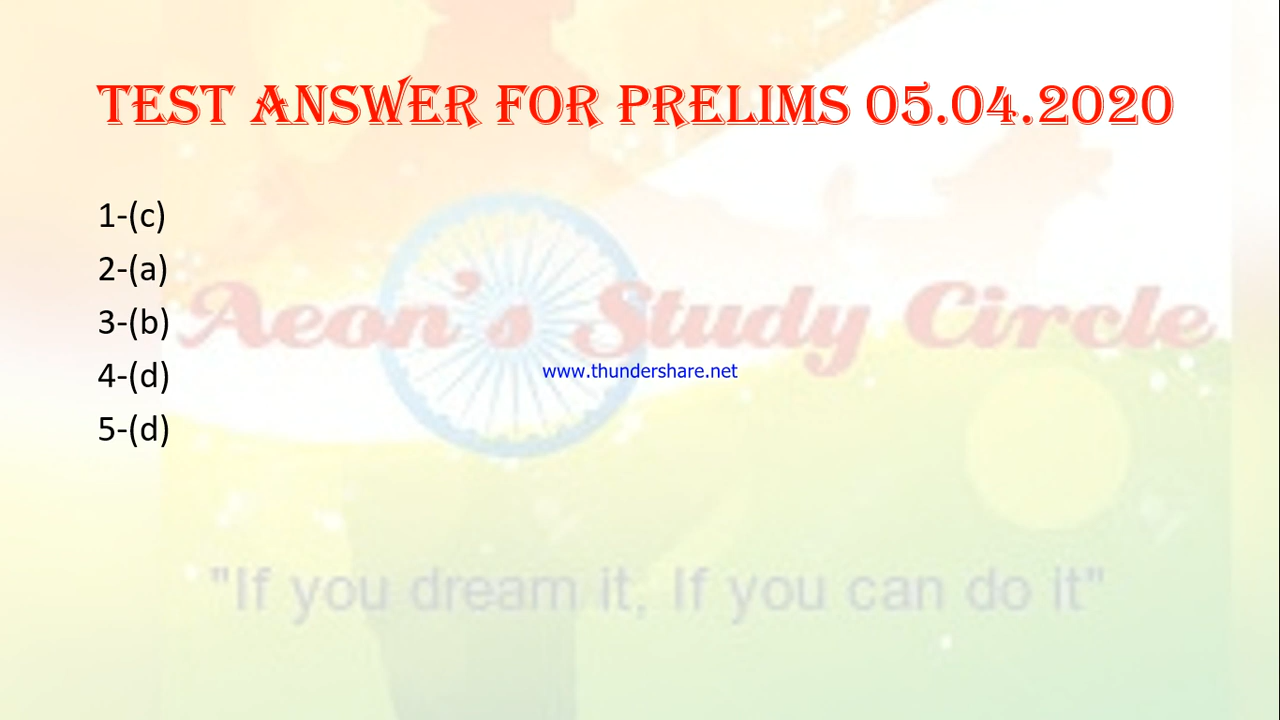 TEST ANSWER FOR PRELIMS 05.04.2020
1-(c)
2-(a)
3-(b)
4-(d)
5-(d)
Aeon's Study Circle
www.thundershare.net
"If you dream it, If you can do it"